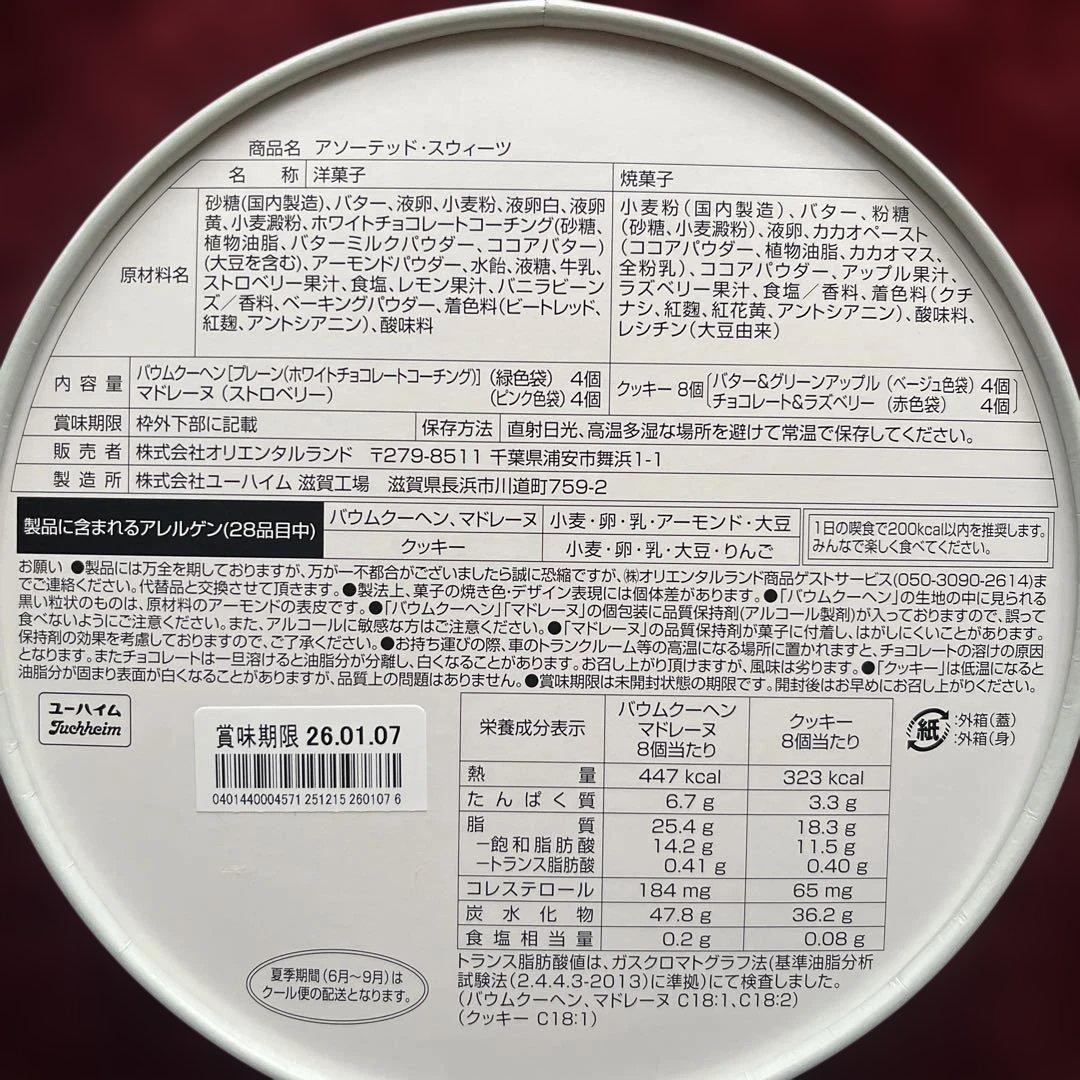 商品名 アソーテッド・スウィーツ
名 称 洋菓子 焼菓子
原材料名
砂糖(国内製造)、バター、液卵、小麦粉、液卵白、液卵
黄、小麦澱粉、ホワイトチョコレートコーチング(砂糖、
植物油脂、バターミルクパウダー、ココアバター)
(大豆を含む)、アーモンドパウダー、水飴、液糖、牛乳、
ストロベリー果汁、食塩、レモン果汁、バニラビーン
ズ／香料、ベーキングパウダー、着色料(ビートレッド、
紅麹、アントシアニン)、酸味料
小麦粉(国内製造)、バター、粉糖
(砂糖、小麦澱粉)、液卵、カカオペースト
(ココアパウダー、植物油脂、カカオマス、
全粉乳)、ココアパウダー、アップル果汁、
ラズベリー果汁、食塩／香料、着色料(クチ
ナシ、紅麹、紅花黄、アントシアニン)、酸味料、
レシチン(大豆由来)
内容量
バウムクーヘン[プレーン(ホワイトチョコレートコーチング)] (緑色袋) 4個
マドレーヌ(ストロベリー) (ピンク色袋) 4個
クッキー 8個
バター&グリーンアップル (ベージュ色袋) 4個
チョコレート&ラズベリー (赤色袋) 4個
賞味期限 枠外下部に記載 保存方法 直射日光、高温多湿な場所を避けて常温で保存してください。
販売者 株式会社オリエンタルランド 〒279-8511 千葉県浦安市舞浜1-1
製造所 株式会社ユーハイム 滋賀工場 滋賀県長浜市川道町759-2
製品に含まれるアレルゲン(28品目中)
バウムクーヘン、マドレーヌ 小麦・卵・乳・アーモンド・大豆
クッキー 小麦・卵・乳・大豆・りんご
1日の喫食で200kcal以内を推奨します。
みんなで楽しく食べてください。
お願い ●製品には万全を期しておりますが、万が一不都合がございましたら誠に恐縮ですが、㈱オリエンタルランド商品ゲストサービス(050-3090-2614)ま
でご連絡ください。代替品と交換させて頂きます。●製法上、菓子の焼き色・デザイン表現には個体差があります。●「バウムクーヘン」の生地の中に見られる
黒い粒状のものは、原材料のアーモンドの表皮です。●「バウムクーヘン」「マドレーヌ」の個包装に品質保持剤(アルコール製剤)が入っておりますので、誤って
食べないようにご注意ください。また、アルコールに敏感な方はご注意ください。●「マドレーヌ」の品質保持剤が菓子に付着し、はがしにくいことがあります。
保持剤の効果を考慮しておりますので、ご了承ください。●お持ち運びの際、車のトランクルーム等の高温になる場所に置かれますと、チョコレートの溶けの原因
となります。またチョコレートは一旦溶けると油脂分が分離し、白くなることがあります。お召し上がり頂けますが、風味は劣ります。●「クッキー」は低温になると
油脂分が固まり表面が白くなることがありますが、品質上の問題はありません。●賞味期限は未開封状態の期限です。開封後はお早めにお召し上がりください。
ユーハイム
Juchheim
賞味期限 26.01.07
0401440004571 251215 260107 6
栄養成分表示
バウムクーヘン
マドレーヌ
8個当たり
クッキー
8個当たり
熱量 447 kcal 323 kcal
たんぱく質 6.7 g 3.3 g
脂質 25.4 g 18.3 g
－飽和脂肪酸 14.2 g 11.5 g
－トランス脂肪酸 0.41 g 0.40 g
コレステロール 184 mg 65 mg
炭水化物 47.8 g 36.2 g
食塩相当量 0.2 g 0.08 g
トランス脂肪酸値は、ガスクロマトグラフ法(基準油脂分析
試験法(2.4.4.3-2013)に準拠)にて検査しました。
(バウムクーヘン、マドレーヌ C18:1、C18:2)
(クッキー C18:1)
紙
:外箱(蓋)
:外箱(身)
夏季期間(6月〜9月)は
クール便の配送となります。